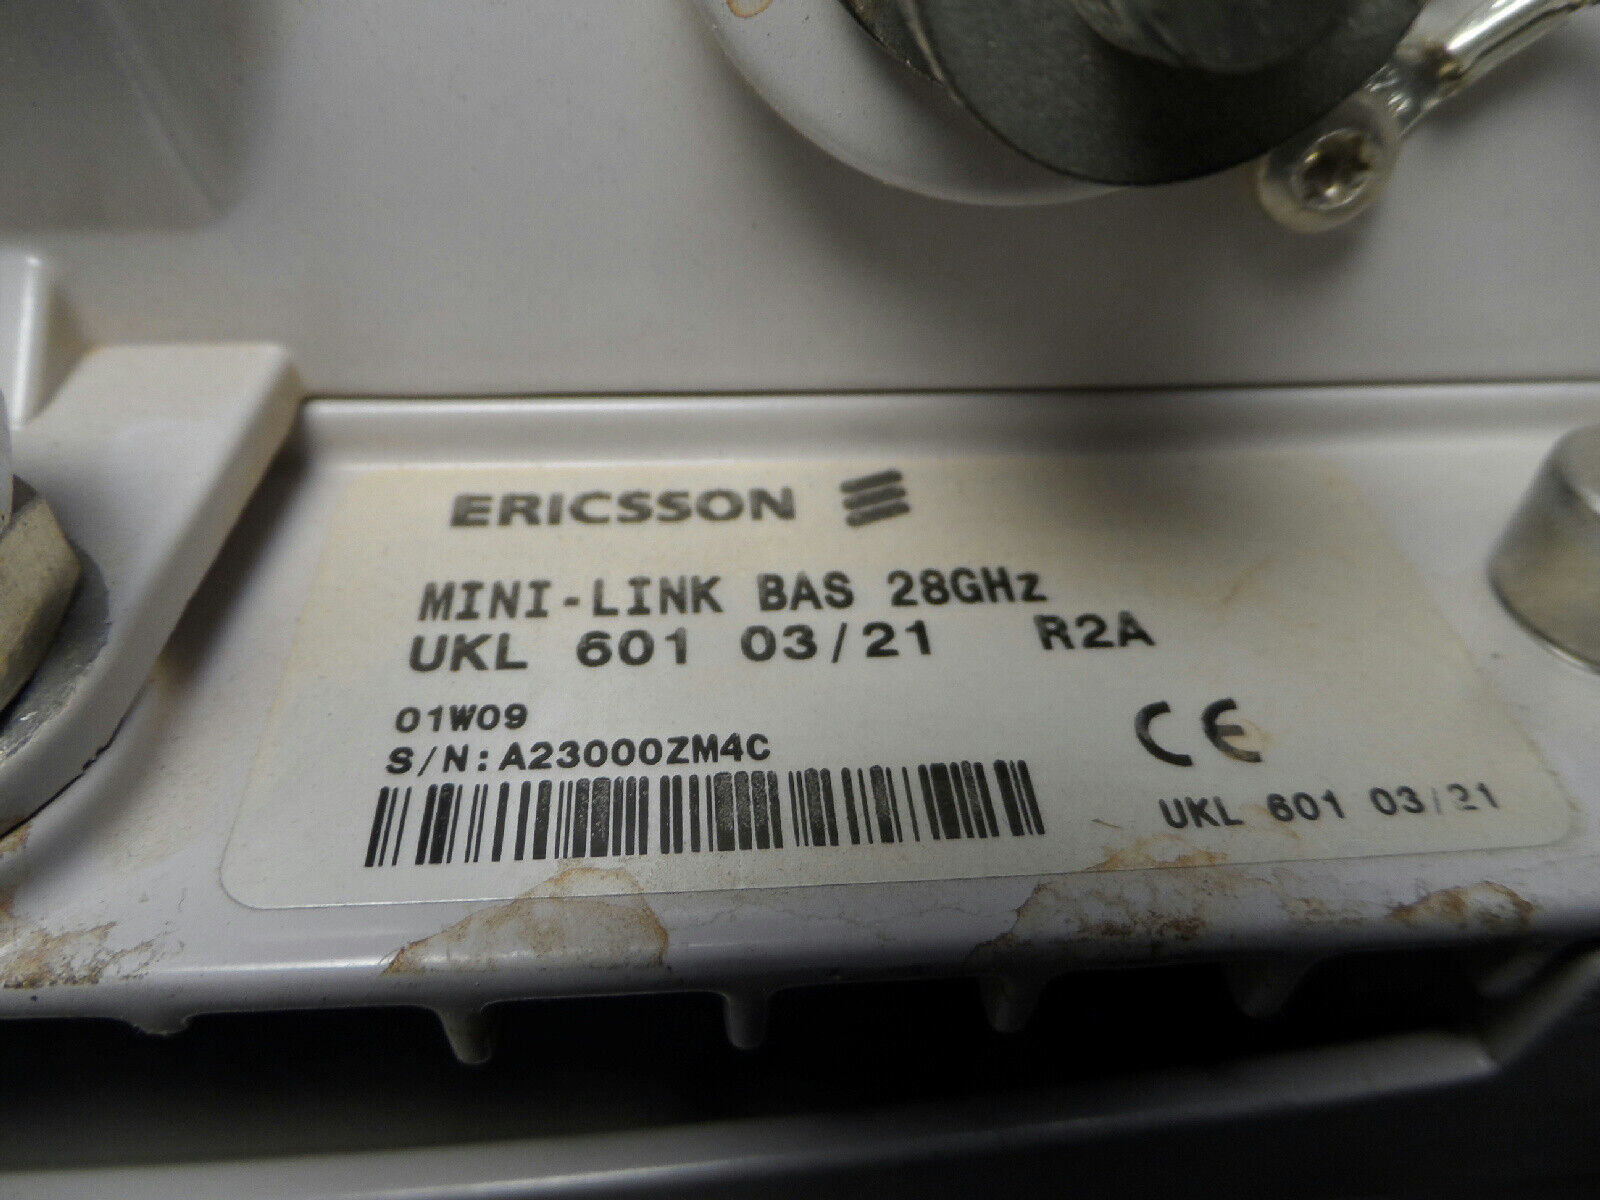 ERICSSON
MINI-LINK BAS 28GHz
UKL 601 03/21 R2A
01W09
S/N:A23000ZM4C
CE
UKL 601 03/21